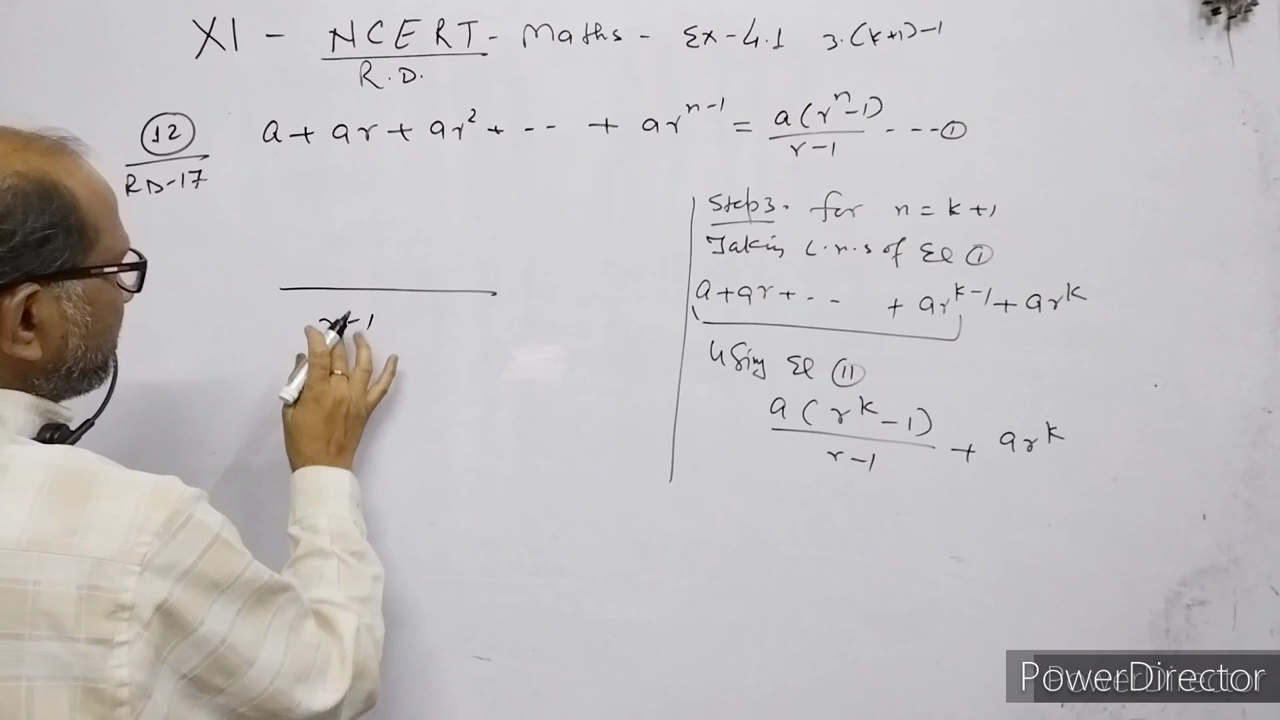 XI - NCERT - Maths - Ex-4.1 3.(k+1)-1
R.D.
(12) a + ar + ar² + -- + ar^{n-1} = a(r^n-1)/r-1 ---- (1)
RD-17
r-1
Step3. for n = k+1
Taking L.H.S of Eq (1)
a+ar+-- + ar^{k-1} + ar^k
Using Eq (11)
a(r^k-1)/r-1 + ar^k
PowerDirector